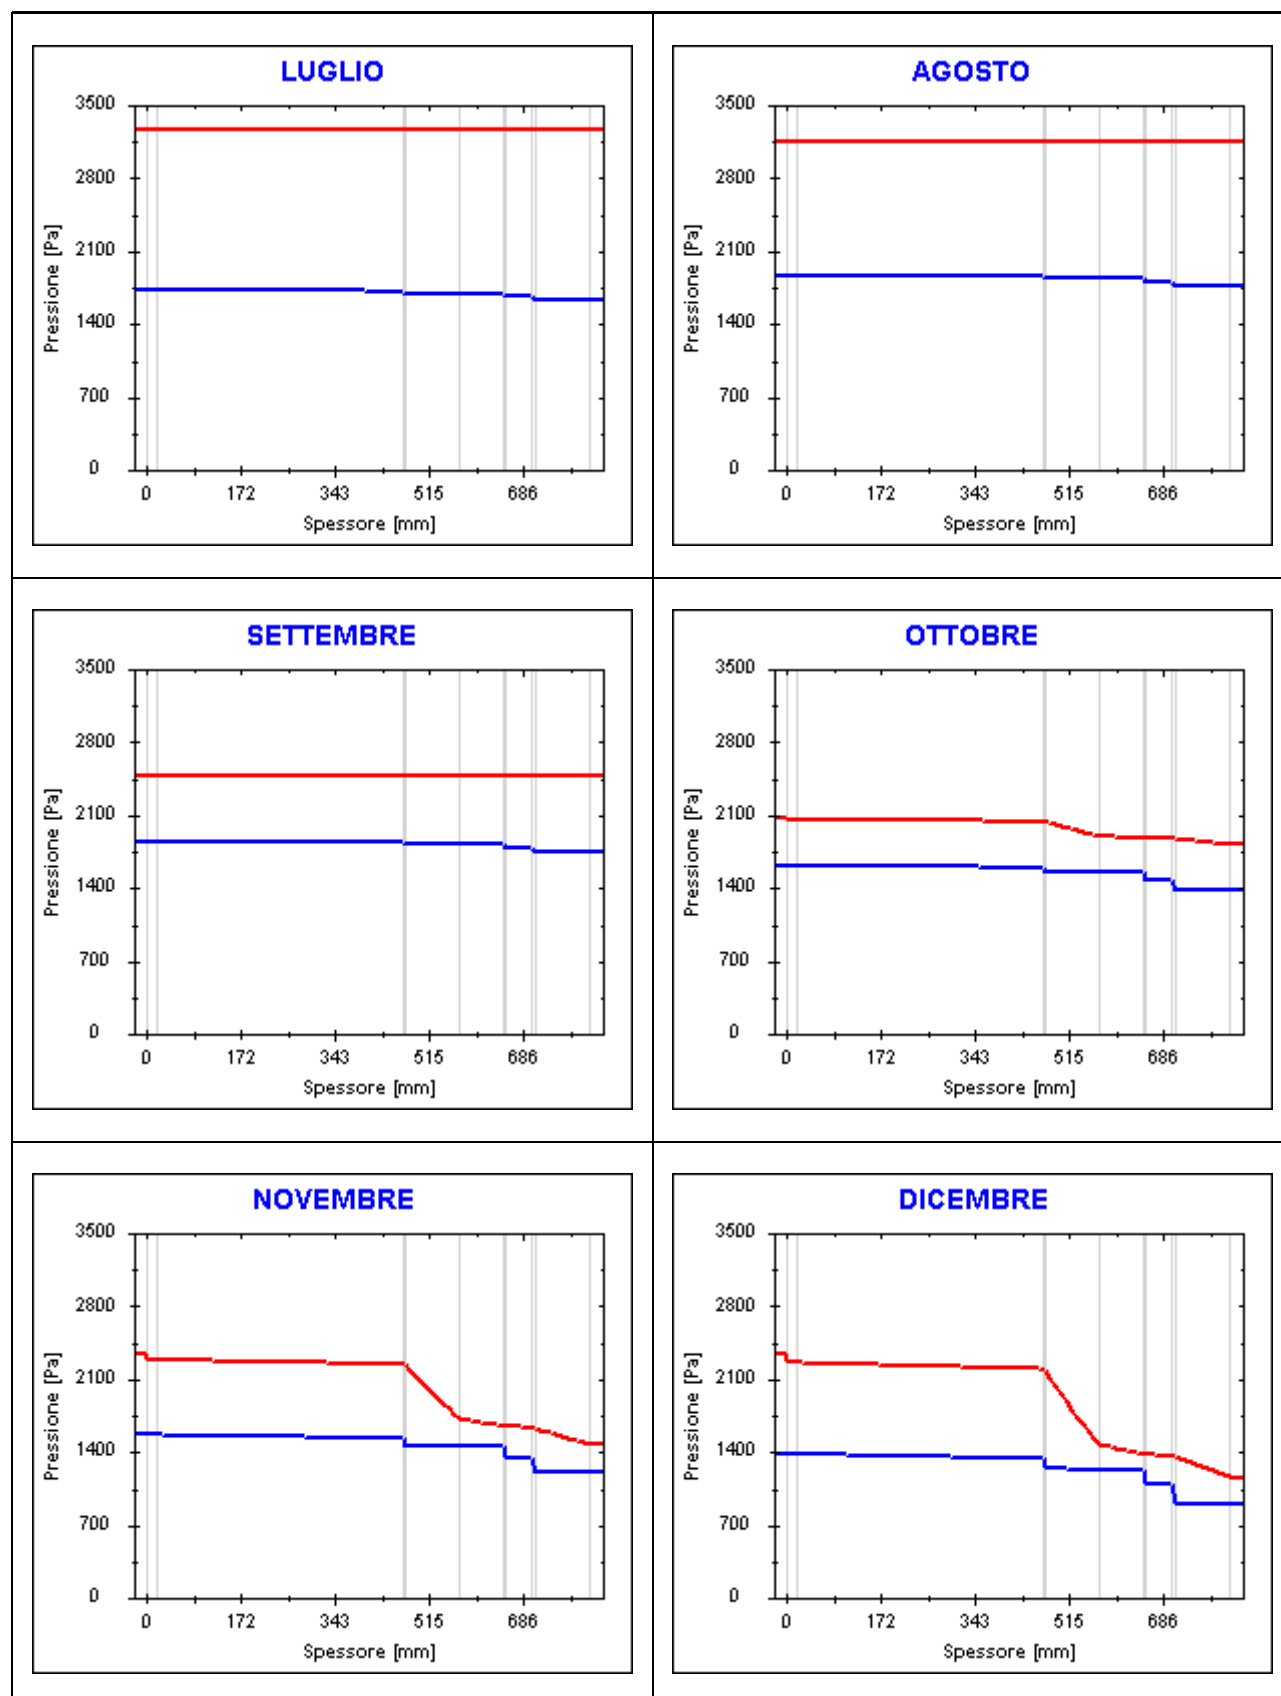 LUGLIO
3500
2800
2100
1400
700
0
Pressione [Pa]
0 172 343 515 686
Spessore [mm]
AGOSTO
3500
2800
2100
1400
700
0
Pressione [Pa]
0 172 343 515 686
Spessore [mm]
SETTEMBRE
3500
2800
2100
1400
700
0
Pressione [Pa]
0 172 343 515 686
Spessore [mm]
OTTOBRE
3500
2800
2100
1400
700
0
Pressione [Pa]
0 172 343 515 686
Spessore [mm]
NOVEMBRE
3500
2800
2100
1400
700
0
Pressione [Pa]
0 172 343 515 686
Spessore [mm]
DICEMBRE
3500
2800
2100
1400
700
0
Pressione [Pa]
0 172 343 515 686
Spessore [mm]